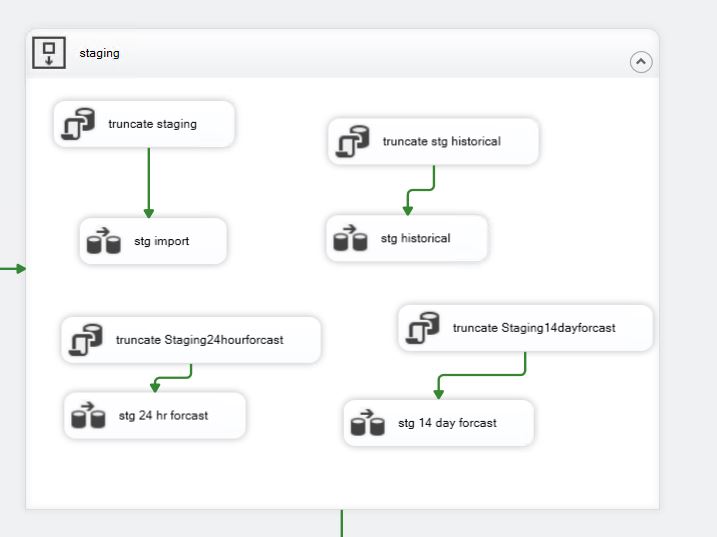 staging
truncate staging
truncate stg historical
stg import
stg historical
truncate Staging24hourforcast
truncate Staging14dayforcast
stg 24 hr forcast
stg 14 day forcast